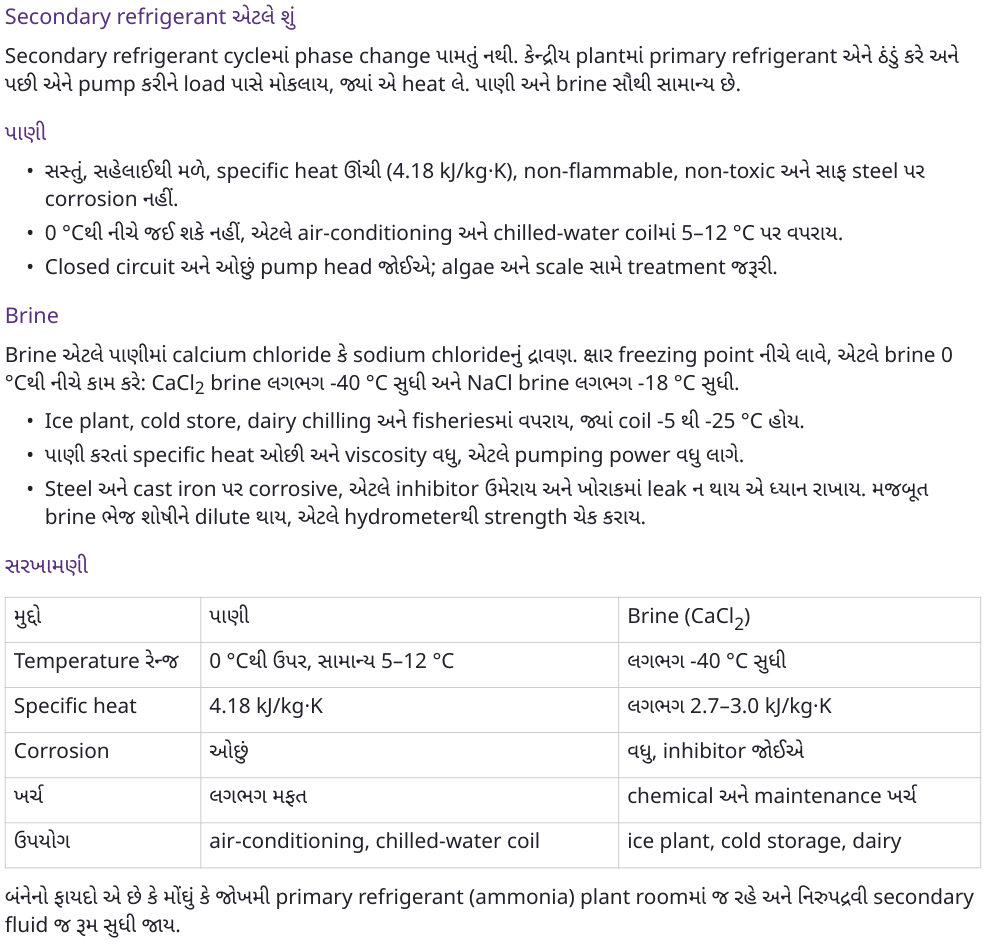 Secondary refrigerant એટલે શું
Secondary refrigerant cycleમાં phase change પામતું નથી. કેન્દ્રીય plantમાં primary refrigerant એને ઠંડું કરે અને
પછી એને pump કરીને load પાસે મોકલાય, જ્યાં એ heat લે. પાણી અને brine સૌથી સામાન્ય છે.
પાણી
• સસ્તું, સહેલાઈથી મળે, specific heat ઊંચી (4.18 kJ/kg·K), non-flammable, non-toxic અને સાફ steel પર
corrosion નહીં.
• 0 °Cથી નીચે જઈ શકે નહીં, એટલે air-conditioning અને chilled-water coilમાં 5–12 °C પર વપરાય.
• Closed circuit અને ઓછું pump head જોઈએ; algae અને scale સામે treatment જરૂરી.
Brine
Brine એટલે પાણીમાં calcium chloride કે sodium chlorideનું દ્રાવણ. ક્ષાર freezing point નીચે લાવે, એટલે brine 0
°Cથી નીચે કામ કરે: CaCl₂ brine લગભગ -40 °C સુધી અને NaCl brine લગભગ -18 °C સુધી.
• Ice plant, cold store, dairy chilling અને fisheriesમાં વપરાય, જ્યાં coil -5 થી -25 °C હોય.
• પાણી કરતાં specific heat ઓછી અને viscosity વધુ, એટલે pumping power વધુ લાગે.
• Steel અને cast iron પર corrosive, એટલે inhibitor ઉમેરાય અને ખોરાકમાં leak ન થાય એ ધ્યાન રાખાય. મજબૂત
brine ભેજ શોષીને dilute થાય, એટલે hydrometerથી strength ચેક કરાય.
સરખામણી
મુદ્દો પાણી Brine (CaCl₂)
Temperature રેન્જ 0 °Cથી ઉપર, સામાન્ય 5–12 °C લગભગ -40 °C સુધી
Specific heat 4.18 kJ/kg·K લગભગ 2.7–3.0 kJ/kg·K
Corrosion ઓછું વધુ, inhibitor જોઈએ
ખર્ચ લગભગ મફત chemical અને maintenance ખર્ચ
ઉપયોગ air-conditioning, chilled-water coil ice plant, cold storage, dairy
બંનેનો ફાયદો એ છે કે મોંઘું કે જોખમી primary refrigerant (ammonia) plant roomમાં જ રહે અને નિરુપદ્રવી secondary
fluid જ રૂમ સુધી જાય.